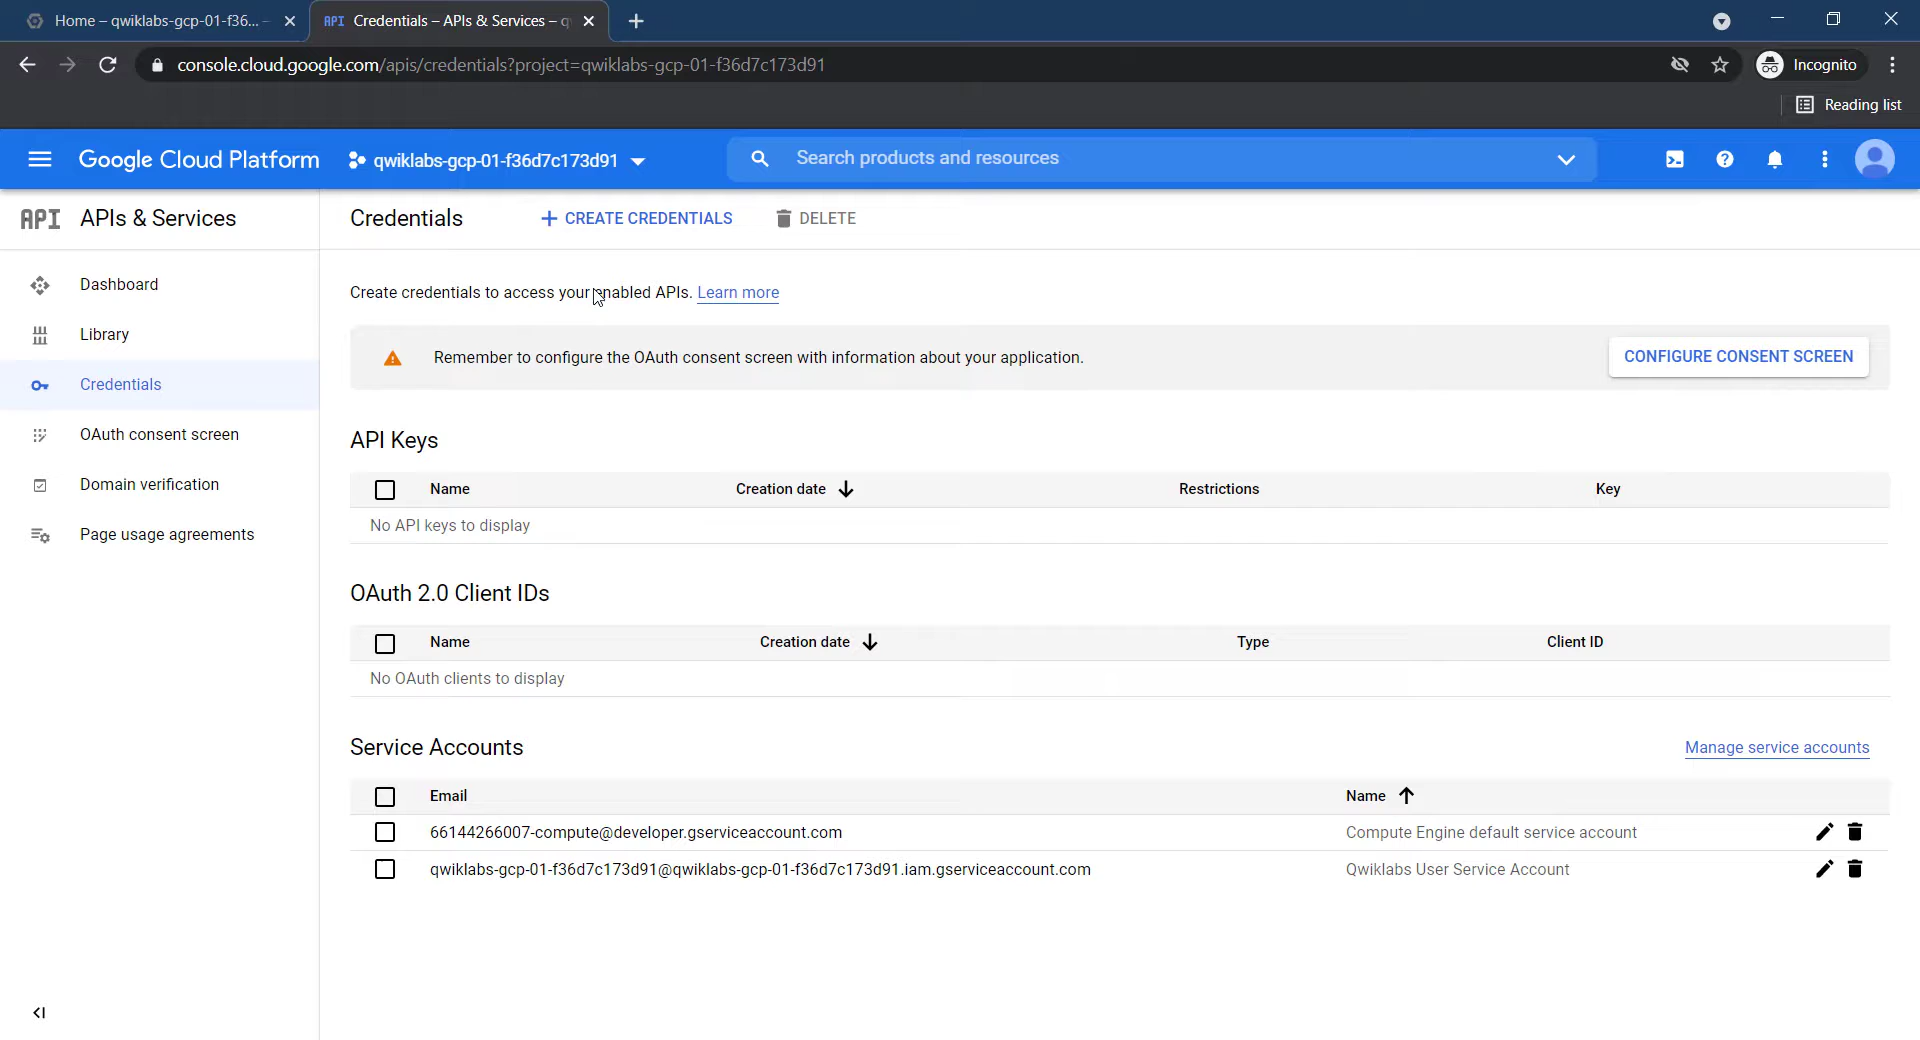 Home – qwiklabs-gcp-01-f36... –
API Credentials – APIs & Services – q
console.cloud.google.com/apis/credentials?project=qwiklabs-gcp-01-f36d7c173d91
Incognito
Reading list
Google Cloud Platform
qwiklabs-gcp-01-f36d7c173d91
Search products and resources
API APIs & Services
Credentials
CREATE CREDENTIALS
DELETE
Dashboard
Library
Credentials
OAuth consent screen
Domain verification
Page usage agreements
Create credentials to access your enabled APIs. Learn more
Remember to configure the OAuth consent screen with information about your application.
CONFIGURE CONSENT SCREEN
API Keys
Name Creation date Restrictions Key
No API keys to display
OAuth 2.0 Client IDs
Name Creation date Type Client ID
No OAuth clients to display
Service Accounts
Manage service accounts
Email Name
66144266007-compute@developer.gserviceaccount.com Compute Engine default service account
qwiklabs-gcp-01-f36d7c173d91@qwiklabs-gcp-01-f36d7c173d91.iam.gserviceaccount.com Qwiklabs User Service Account